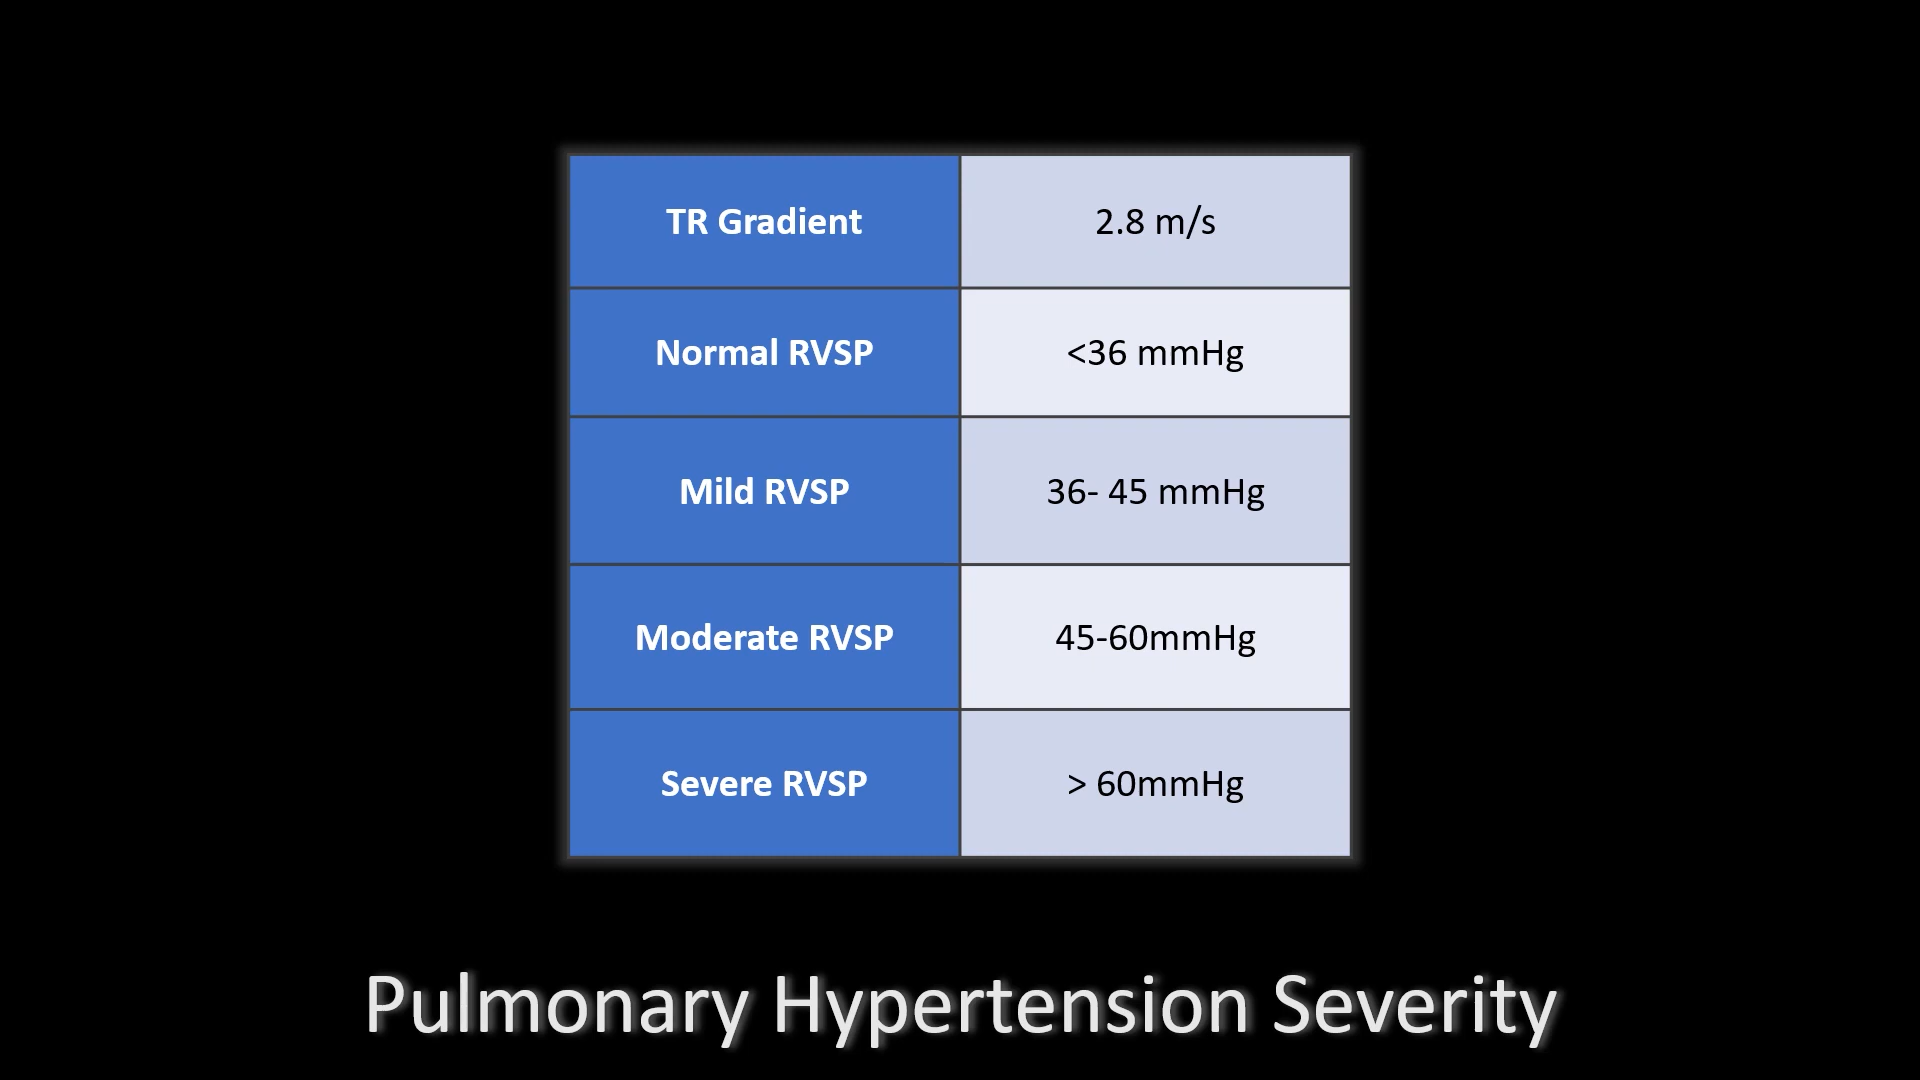 TR Gradient 2.8 m/s
Normal RVSP <36 mmHg
Mild RVSP 36- 45 mmHg
Moderate RVSP 45-60mmHg
Severe RVSP > 60mmHg
Pulmonary Hypertension Severity